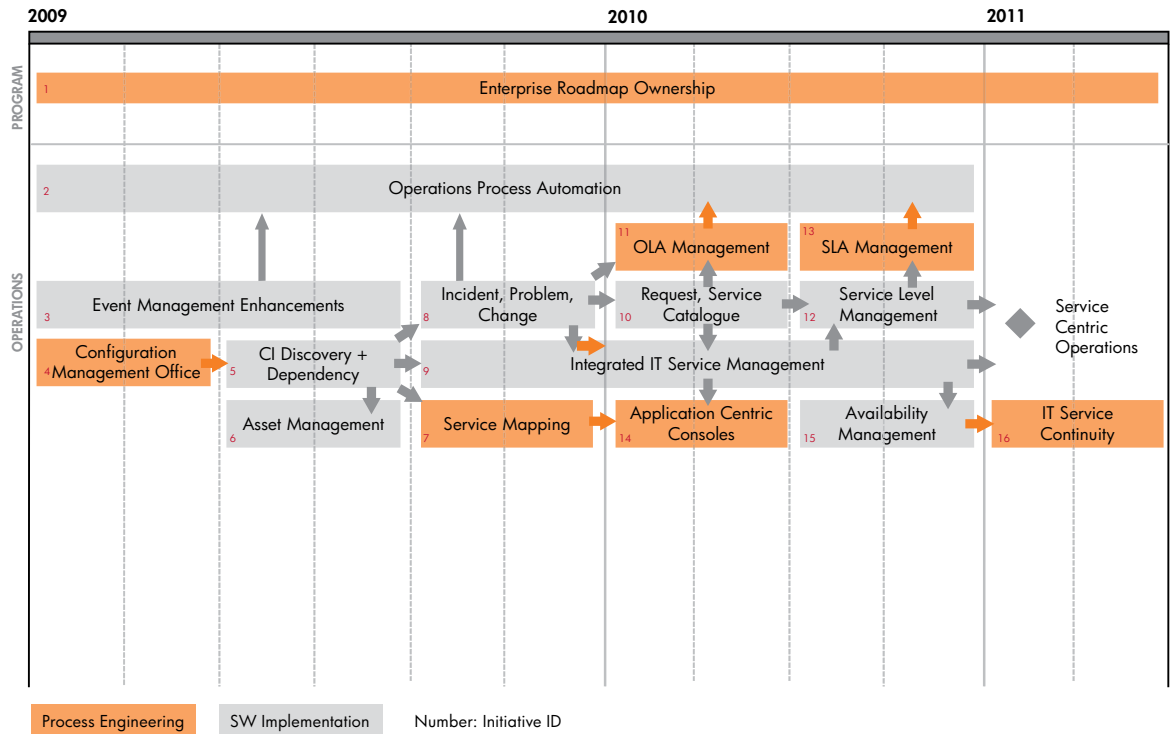 2009
2010
2011
PROGRAM
1
Enterprise Roadmap Ownership
OPERATIONS
2
Operations Process Automation
11
OLA Management
13
SLA Management
3
Event Management Enhancements
8
Incident, Problem,
Change
10
Request, Service
Catalogue
12
Service Level
Management
Service
Centric
Operations
4
Configuration
Management Office
5
CI Discovery +
Dependency
9
Integrated IT Service Management
6
Asset Management
7
Service Mapping
14
Application Centric
Consoles
15
Availability
Management
16
IT Service
Continuity
Process Engineering
SW Implementation
Number: Initiative ID